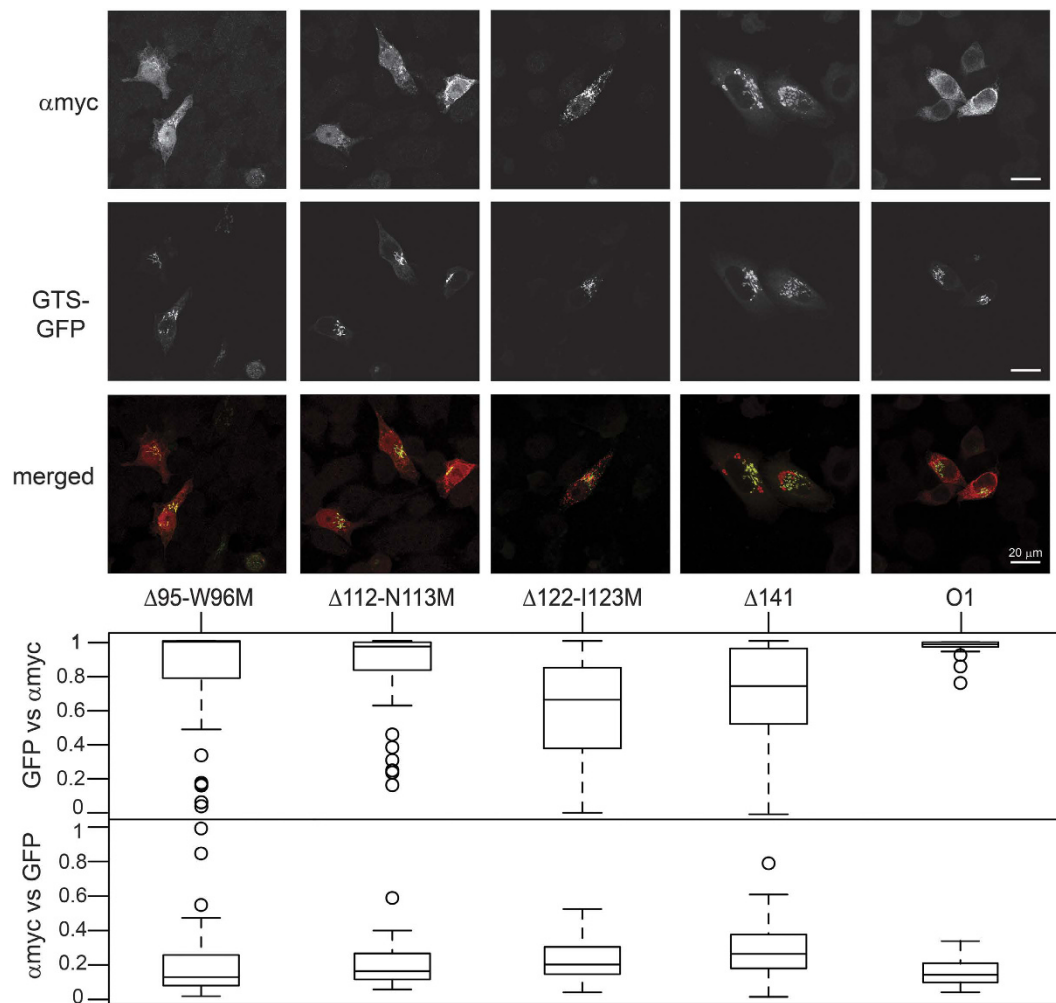 αmyc
GTS-
GFP
merged
20 μm
Δ95-W96M Δ112-N113M Δ122-I123M Δ141 O1
GFP vs αmyc
1
0.8
0.6
0.4
0.2
0
αmyc vs GFP
1
0.8
0.6
0.4
0.2
0